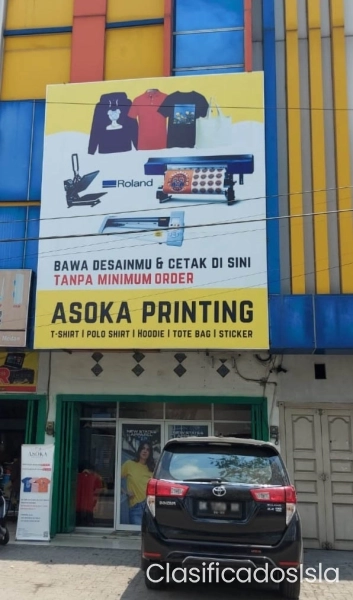 Roland
BAWA DESAINMU & CETAK DI SINI
TANPA MINIMUM ORDER
ASOKA PRINTING
T-SHIRT | POLO SHIRT | HOODIE | TOTE BAG | STICKER
ASOKA
ClasificadosIsla